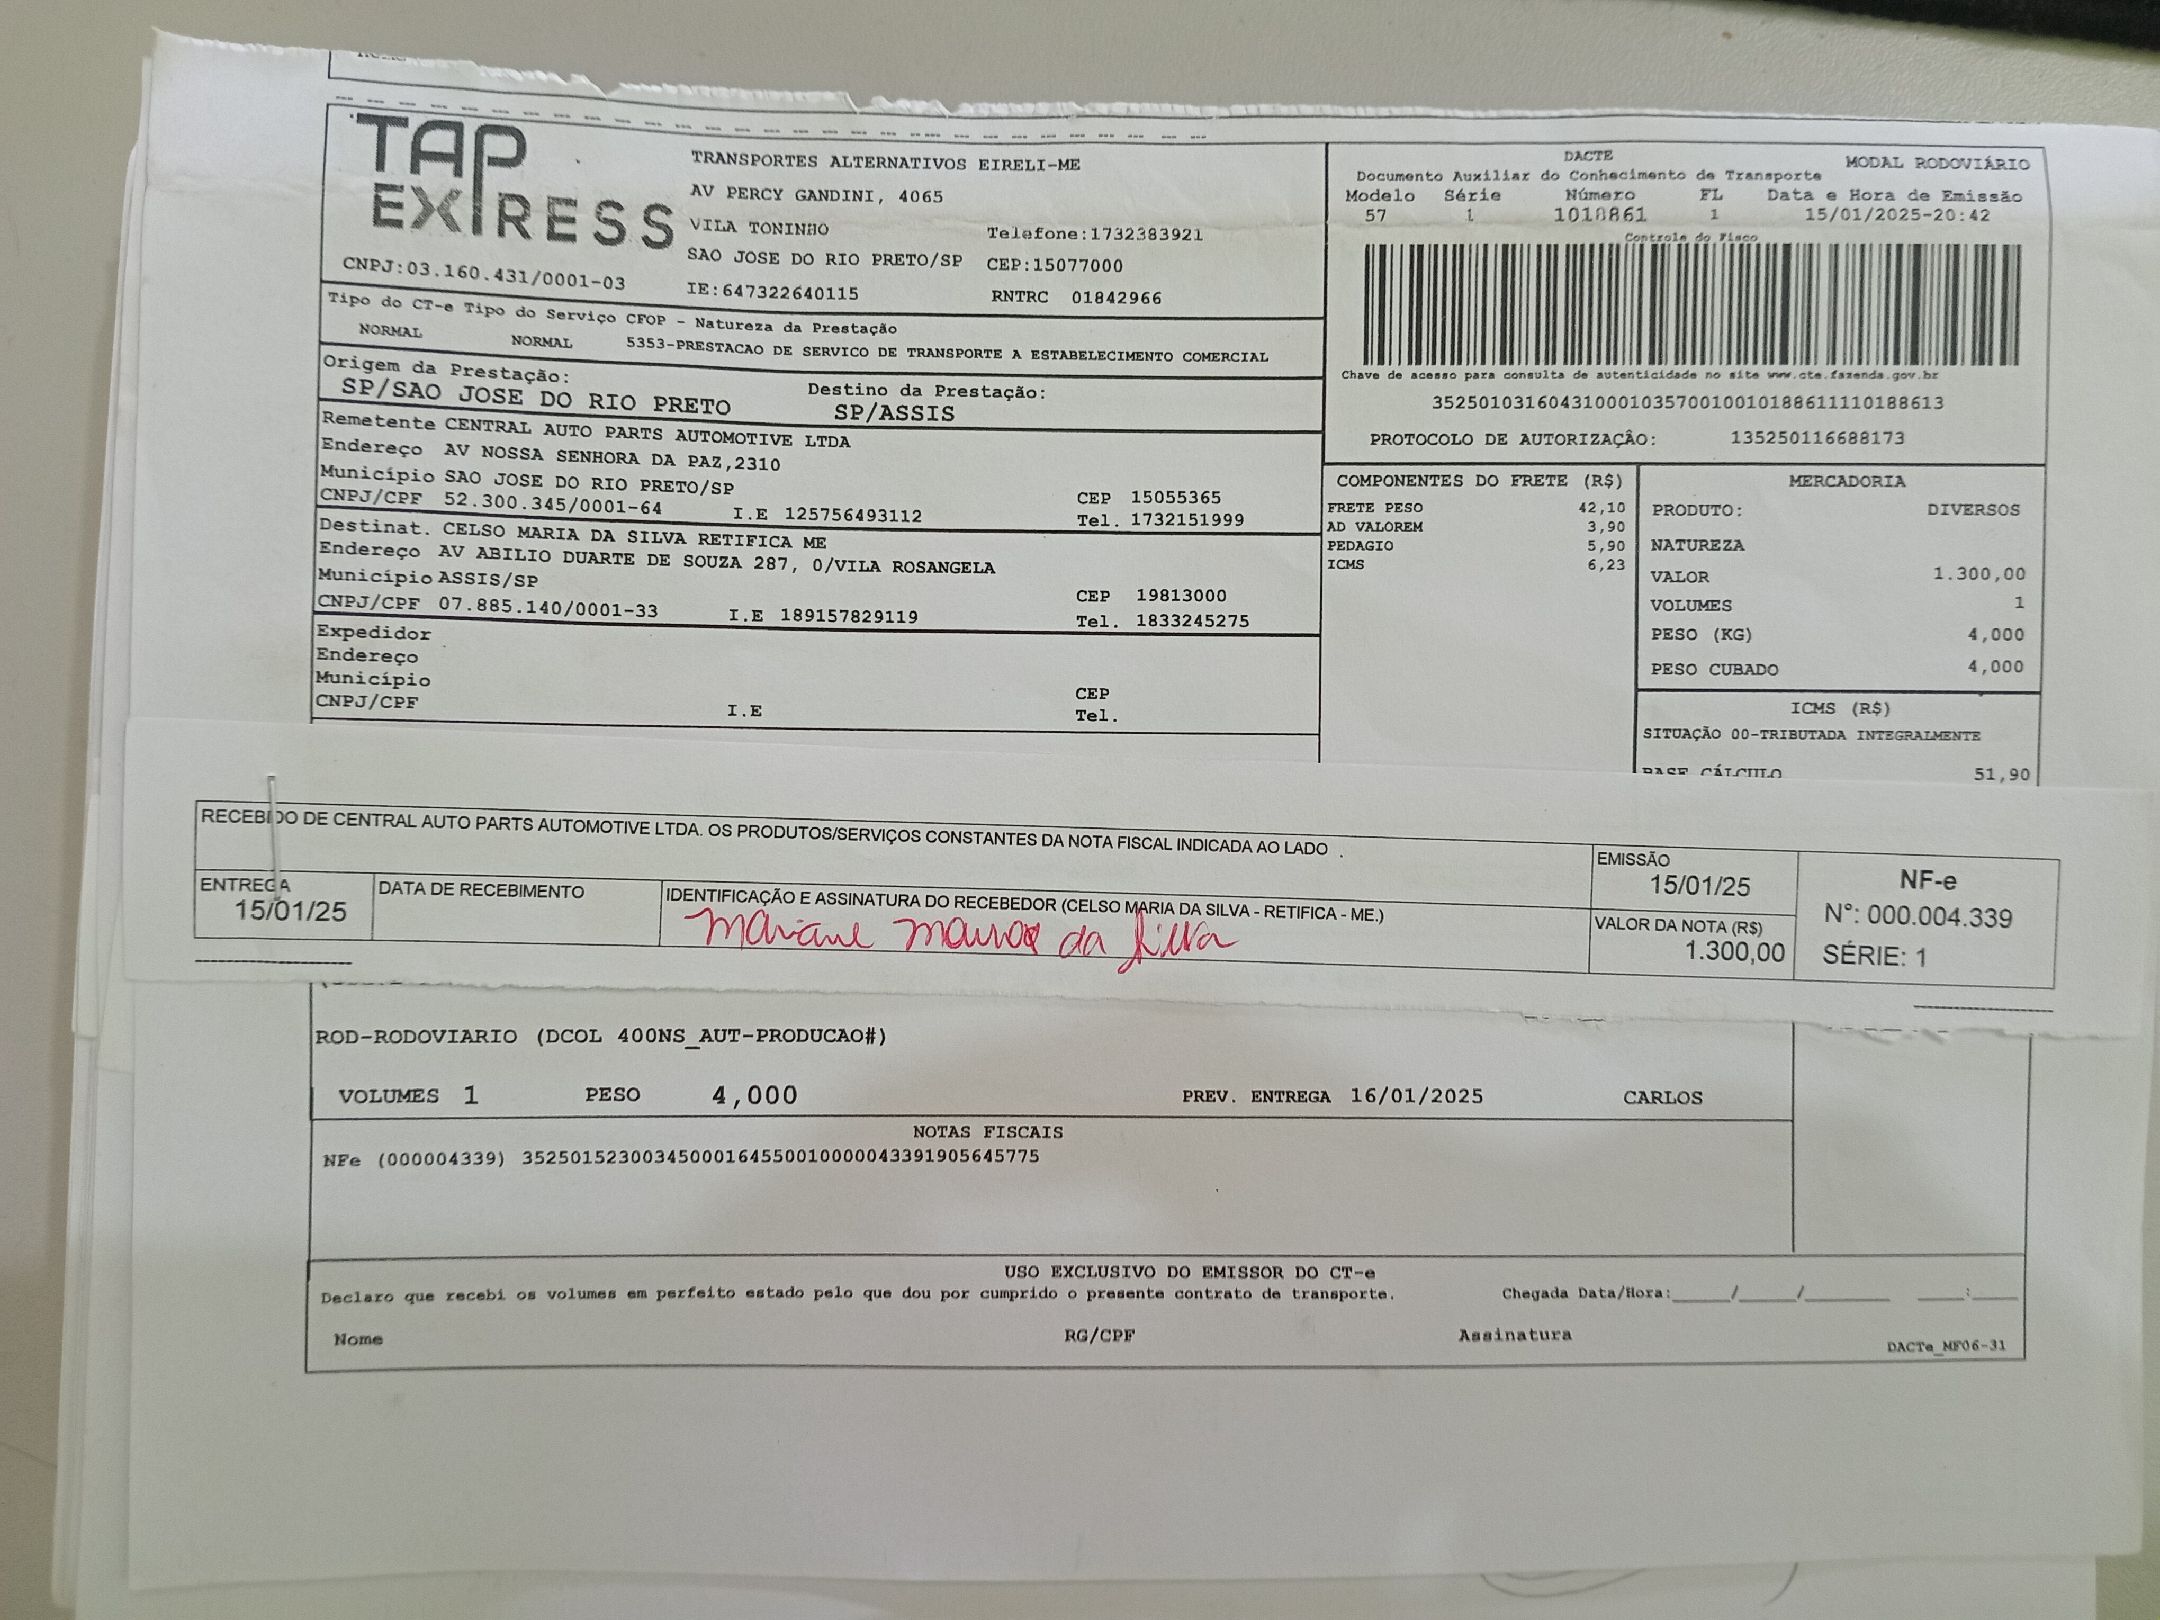 TAP
EXPRESS
TRANSPORTES ALTERNATIVOS EIRELI-ME
AV PERCY GANDINI, 4065
VILA TONINHO Telefone:1732383921
SAO JOSE DO RIO PRETO/SP CEP:15077000
CNPJ:03.160.431/0001-03 IE:647322640115 RNTRC 01842966
DACTE MODAL RODOVIÁRIO
Documento Auxiliar do Conhecimento de Transporte
Modelo Série Número FL Data e Hora de Emissão
57 1 1018861 1 15/01/2025-20:42
Controle do Fisco
Chave de acesso para consulta de autenticidade no site www.cte.fazenda.gov.br
35250103160431000103570010010188611110188613
PROTOCOLO DE AUTORIZAÇÃO: 135250116688173
Tipo do CT-e Tipo do Serviço CFOP - Natureza da Prestação
NORMAL NORMAL 5353-PRESTACAO DE SERVICO DE TRANSPORTE A ESTABELECIMENTO COMERCIAL
Origem da Prestação: Destino da Prestação:
SP/SAO JOSE DO RIO PRETO SP/ASSIS
Remetente CENTRAL AUTO PARTS AUTOMOTIVE LTDA
Endereço AV NOSSA SENHORA DA PAZ,2310
Município SAO JOSE DO RIO PRETO/SP CEP 15055365
CNPJ/CPF 52.300.345/0001-64 I.E 125756493112 Tel. 1732151999
Destinat. CELSO MARIA DA SILVA RETIFICA ME
Endereço AV ABILIO DUARTE DE SOUZA 287, 0/VILA ROSANGELA
Município ASSIS/SP CEP 19813000
CNPJ/CPF 07.885.140/0001-33 I.E 189157829119 Tel. 1833245275
Expedidor
Endereço
Município CEP
CNPJ/CPF I.E Tel.
COMPONENTES DO FRETE (R$)
FRETE PESO 42,10
AD VALOREM 3,90
PEDAGIO 5,90
ICMS 6,23
MERCADORIA
PRODUTO: DIVERSOS
NATUREZA
VALOR 1.300,00
VOLUMES 1
PESO (KG) 4,000
PESO CUBADO 4,000
ICMS (R$)
SITUAÇÃO 00-TRIBUTADA INTEGRALMENTE
BASE CÁLCULO 51,90
RECEBIDO DE CENTRAL AUTO PARTS AUTOMOTIVE LTDA. OS PRODUTOS/SERVIÇOS CONSTANTES DA NOTA FISCAL INDICADA AO LADO .
ENTREGA
15/01/25
DATA DE RECEBIMENTO
IDENTIFICAÇÃO E ASSINATURA DO RECEBEDOR (CELSO MARIA DA SILVA - RETIFICA - ME.)
da Silva
EMISSÃO
15/01/25
VALOR DA NOTA (R$)
1.300,00
NF-e
N°: 000.004.339
SÉRIE: 1
ROD-RODOVIARIO (DCOL 400NS_AUT-PRODUCAO#)
VOLUMES 1 PESO 4,000 PREV. ENTREGA 16/01/2025 CARLOS
NOTAS FISCAIS
NFe (000004339) 35250152300345000164550010000043391905645775
USO EXCLUSIVO DO EMISSOR DO CT-e
Declaro que recebi os volumes em perfeito estado pelo que dou por cumprido o presente contrato de transporte. Chegada Data/Hora:_____/_____/________ ____:____
Nome RG/CPF Assinatura
DACTe_MF06-31